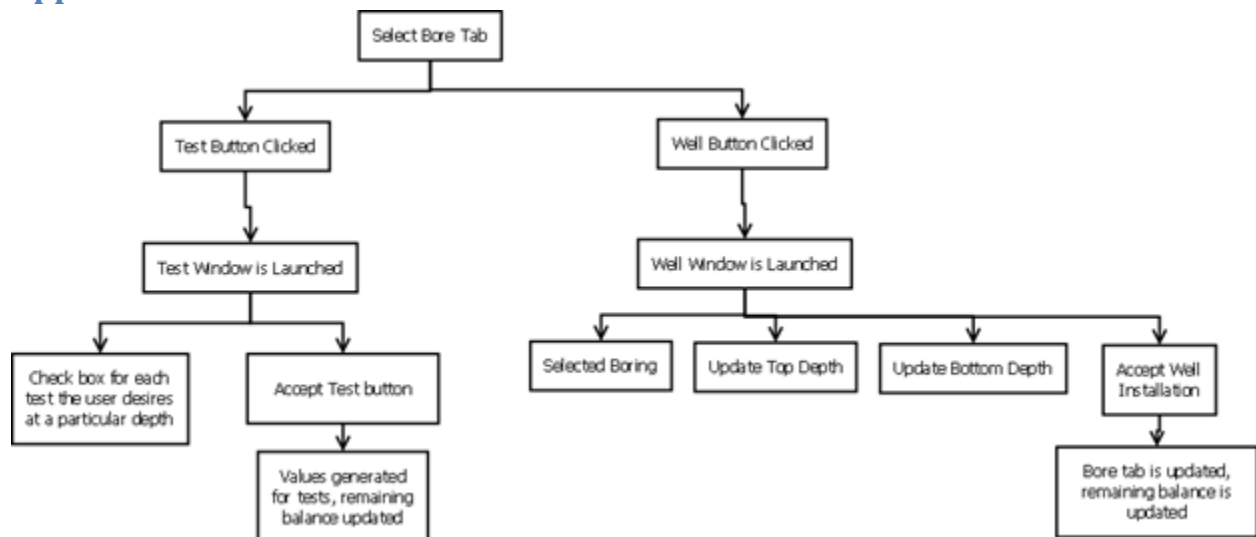 Select Bore Tab
Test Button Clicked
Well Button Clicked
Test Window is Launched
Well Window is Launched
Check box for each
test the user desires
at a particular depth
Accept Test button
Selected Boring
Update Top Depth
Update Bottom Depth
Accept Well
Installation
Values generated
for tests, remaining
balance updated
Bore tab is updated,
remaining balance is
updated